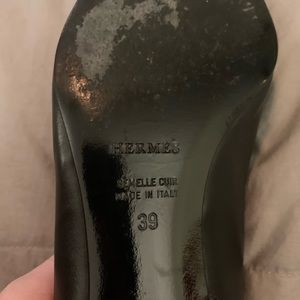 HERMES
SEMELLE CUIR
MADE IN ITALY
39